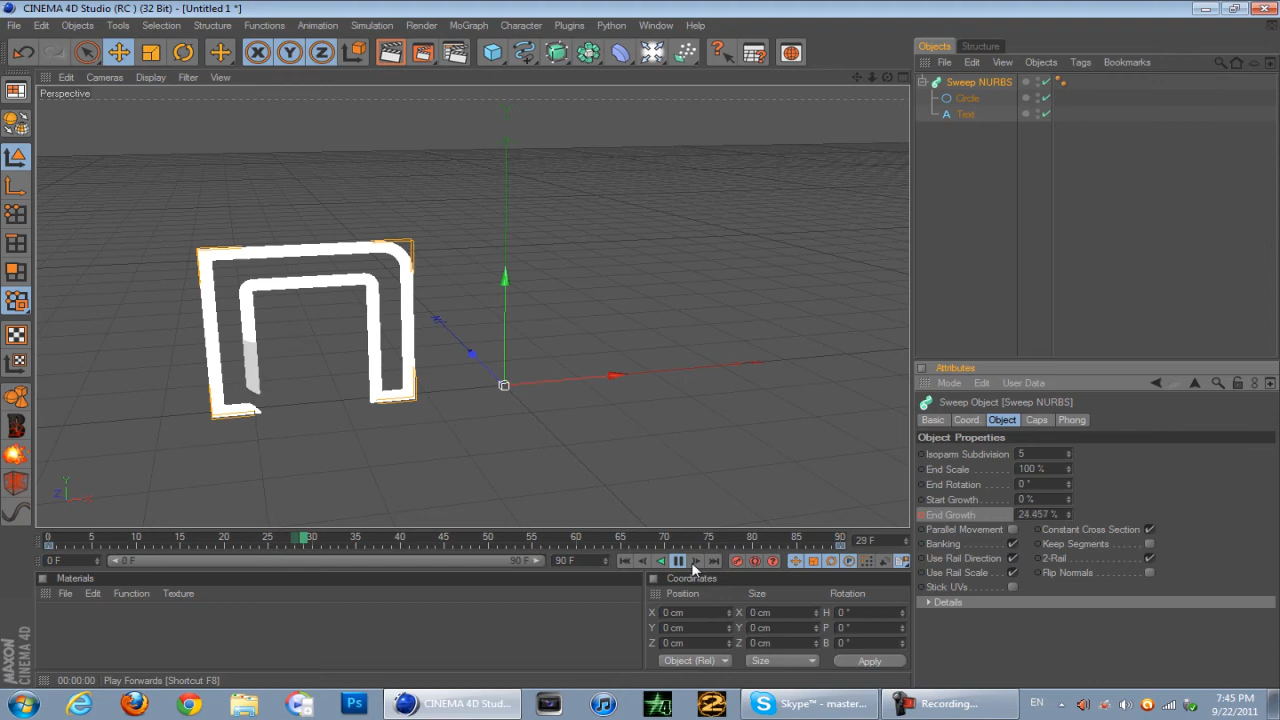 CINEMA 4D Studio (RC ) (32 Bit) - [Untitled 1 *]
File Edit Objects Tools Selection Structure Functions Animation Simulation Render MoGraph Character Plugins Python Window Help
Edit Cameras Display Filter View
Perspective
Y
Z X
0 5 10 15 20 25 30 35 40 45 50 55 60 65 70 75 80 85 90
29 F
0 F 0 F 90 F 90 F
Materials
File Edit Function Texture
Coordinates
Position Size Rotation
X 0 cm X 0 cm H 0 °
Y 0 cm Y 0 cm P 0 °
Z 0 cm Z 0 cm B 0 °
Object (Rel) Size Apply
00:00:00 Play Forwards [Shortcut F8]
MAXON
CINEMA 4D
Objects Structure
File Edit View Objects Tags Bookmarks
Sweep NURBS
Circle
Text
Attributes
Mode Edit User Data
Sweep Object [Sweep NURBS]
Basic Coord. Object Caps Phong
Object Properties
Isoparm Subdivision 5
End Scale 100 %
End Rotation 0 °
Start Growth 0 %
End Growth 24.457 %
Parallel Movement Constant Cross Section
Banking Keep Segments
Use Rail Direction 2-Rail
Use Rail Scale Flip Normals
Stick UVs
Details
Ps CINEMA 4D Studi... Skype™ - master... Recording... EN 7:45 PM
9/22/2011